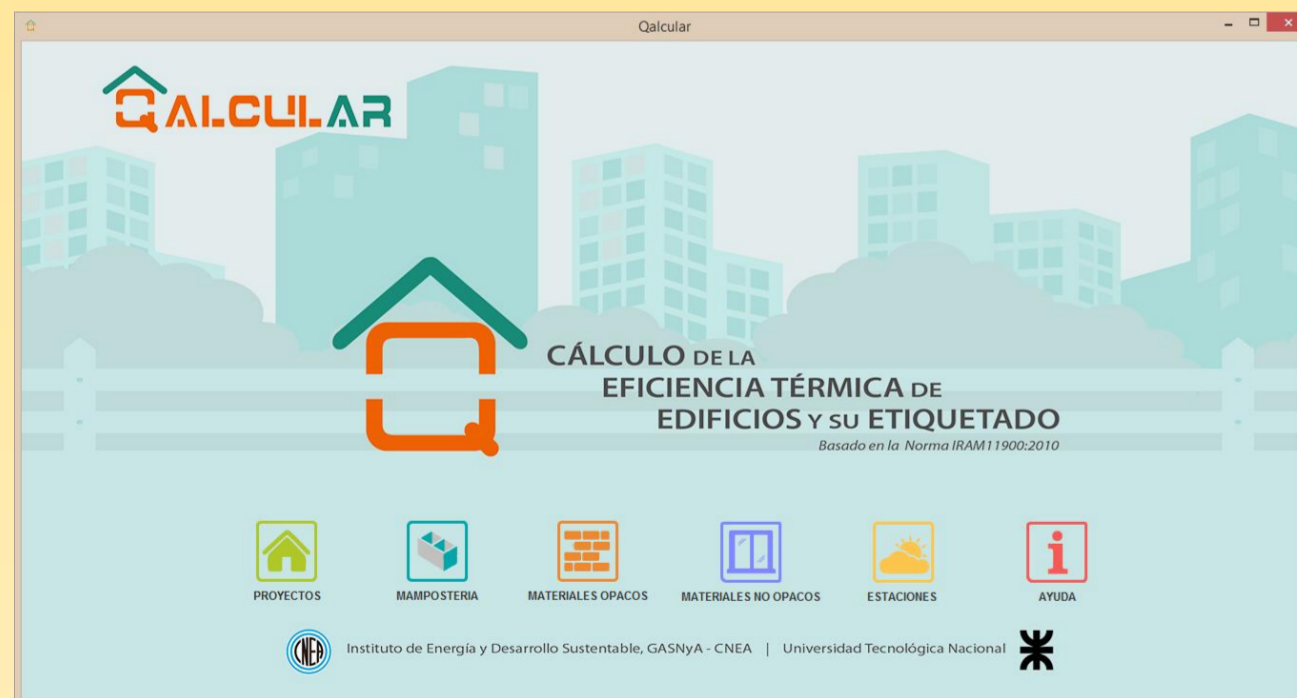 Qalcular
QALCULAR
CÁLCULO DE LA
EFICIENCIA TÉRMICA DE
EDIFICIOS Y SU ETIQUETADO
Basado en la Norma IRAM11900:2010
PROYECTOS
MAMPOSTERIA
MATERIALES OPACOS
MATERIALES NO OPACOS
ESTACIONES
AYUDA
CNEA
Instituto de Energía y Desarrollo Sustentable, GASNyA - CNEA | Universidad Tecnológica Nacional